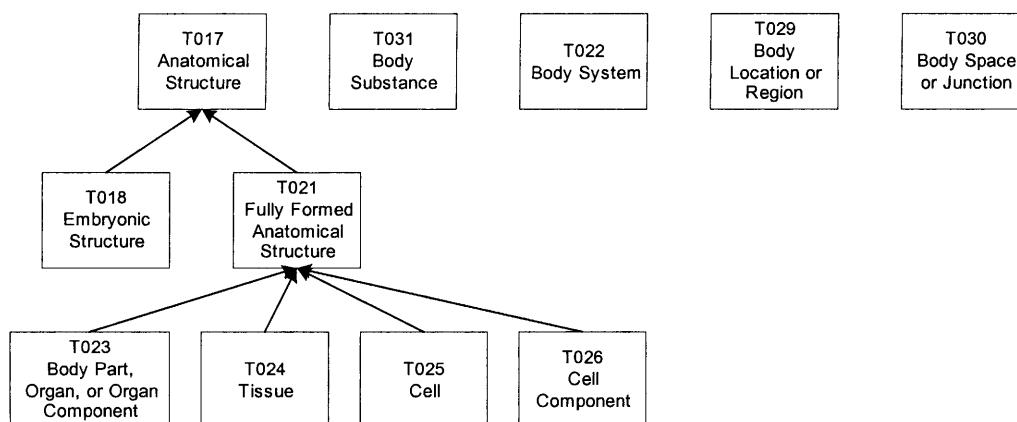 T017
Anatomical
Structure
T031
Body
Substance
T022
Body System
T029
Body
Location or
Region
T030
Body Space
or Junction
T018
Embryonic
Structure
T021
Fully Formed
Anatomical
Structure
T023
Body Part,
Organ, or Organ
Component
T024
Tissue
T025
Cell
T026
Cell
Component